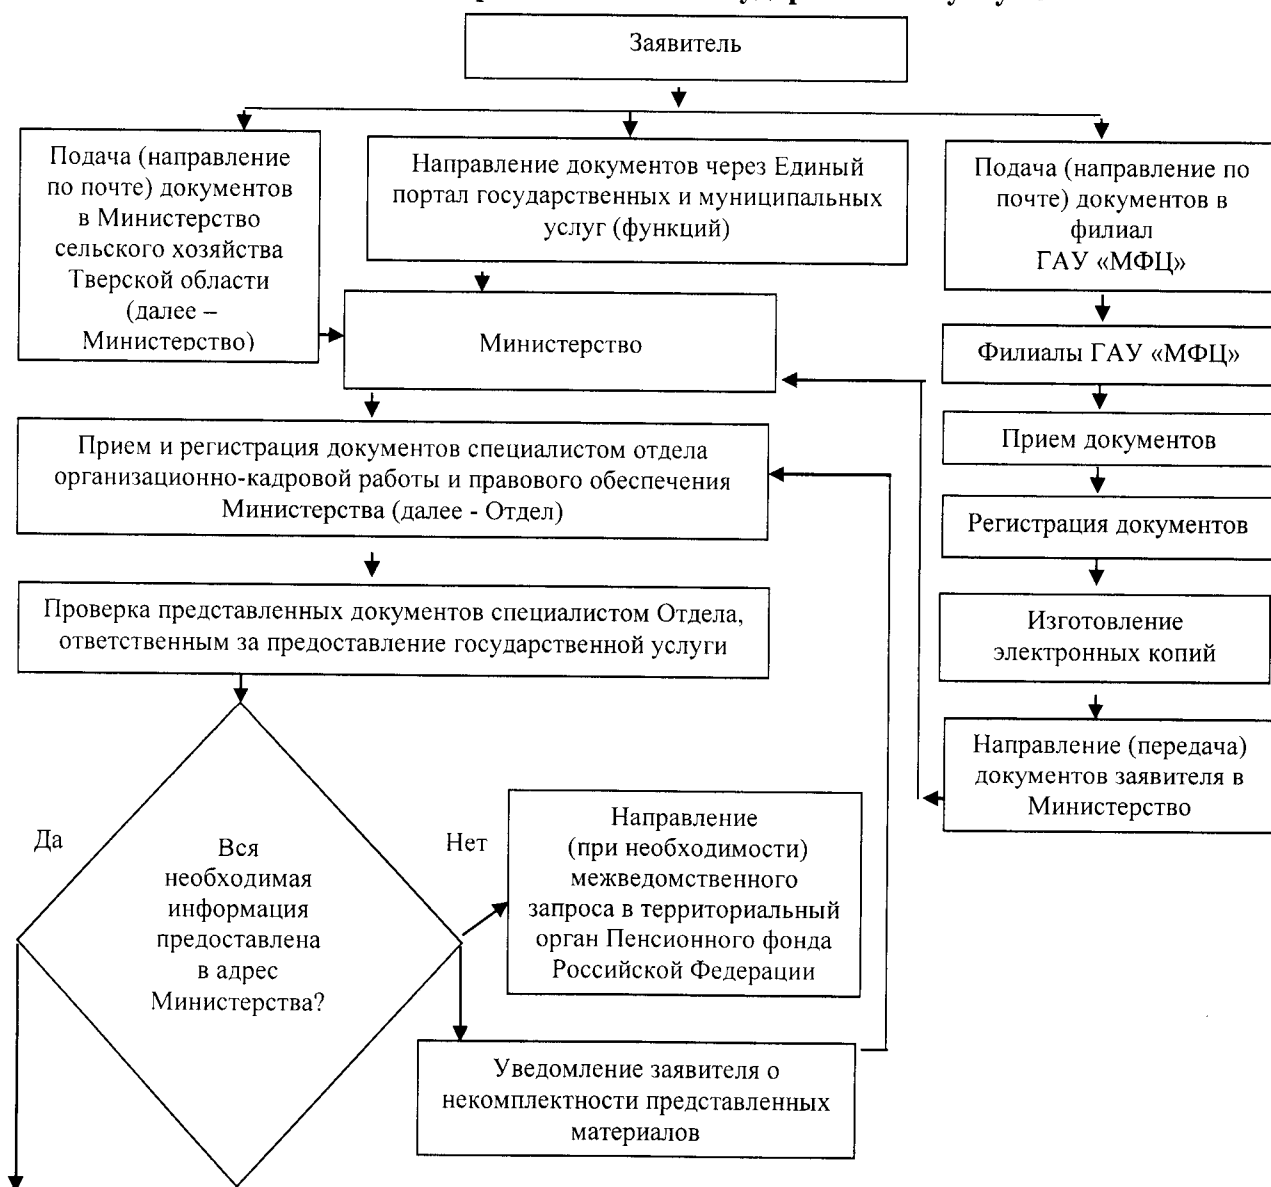 Заявитель
Подача (направление
по почте) документов
в Министерство
сельского хозяйства
Тверской области
(далее –
Министерство)
Направление документов через Единый
портал государственных и муниципальных
услуг (функций)
Подача (направление по
почте) документов в
филиал
ГАУ «МФЦ»
Министерство
Филиалы ГАУ «МФЦ»
Прием документов
Прием и регистрация документов специалистом отдела
организационно-кадровой работы и правового обеспечения
Министерства (далее - Отдел)
Регистрация документов
Проверка представленных документов специалистом Отдела,
ответственным за предоставление государственной услуги
Изготовление
электронных копий
Направление (передача)
документов заявителя в
Министерство
Да
Вся
необходимая
информация
предоставлена
в адрес
Министерства?
Нет
Направление
(при необходимости)
межведомственного
запроса в территориальный
орган Пенсионного фонда
Российской Федерации
Уведомление заявителя о
некомплектности представленных
материалов